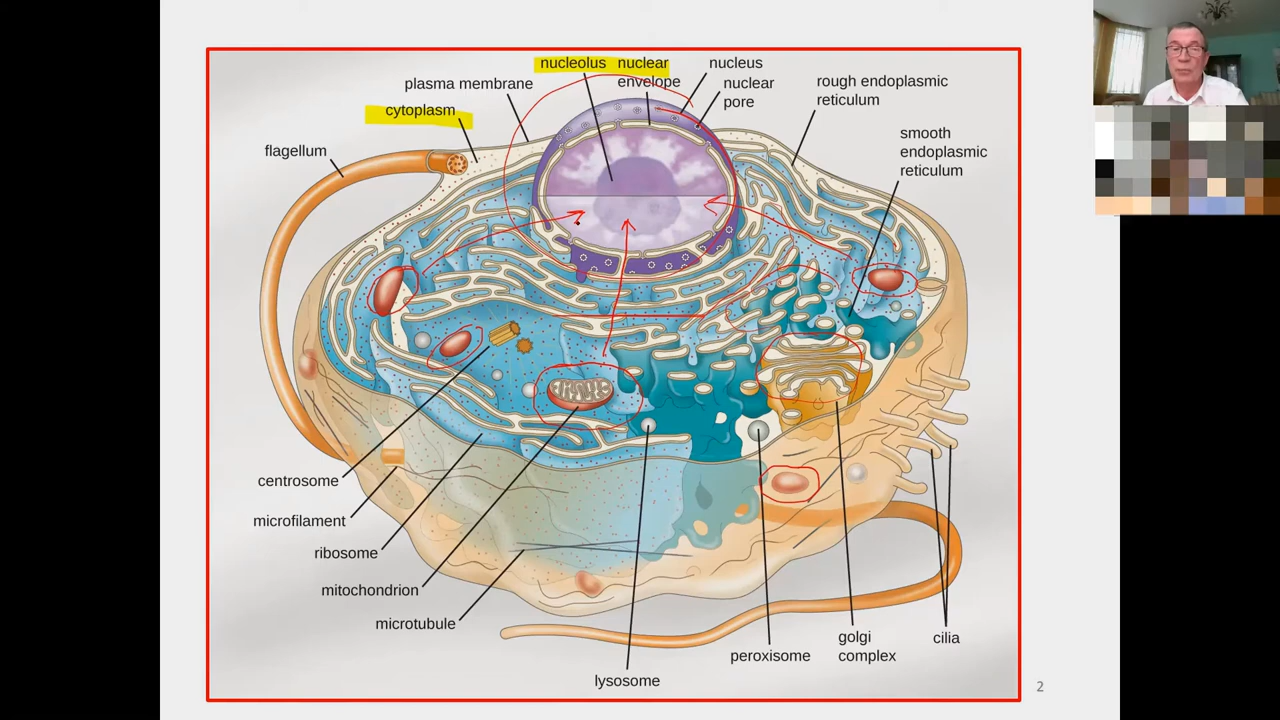 nucleolus
nuclear
envelope
nucleus
nuclear
pore
plasma membrane
cytoplasm
flagellum
rough endoplasmic
reticulum
smooth
endoplasmic
reticulum
centrosome
microfilament
ribosome
mitochondrion
microtubule
lysosome
peroxisome
golgi
complex
cilia
2